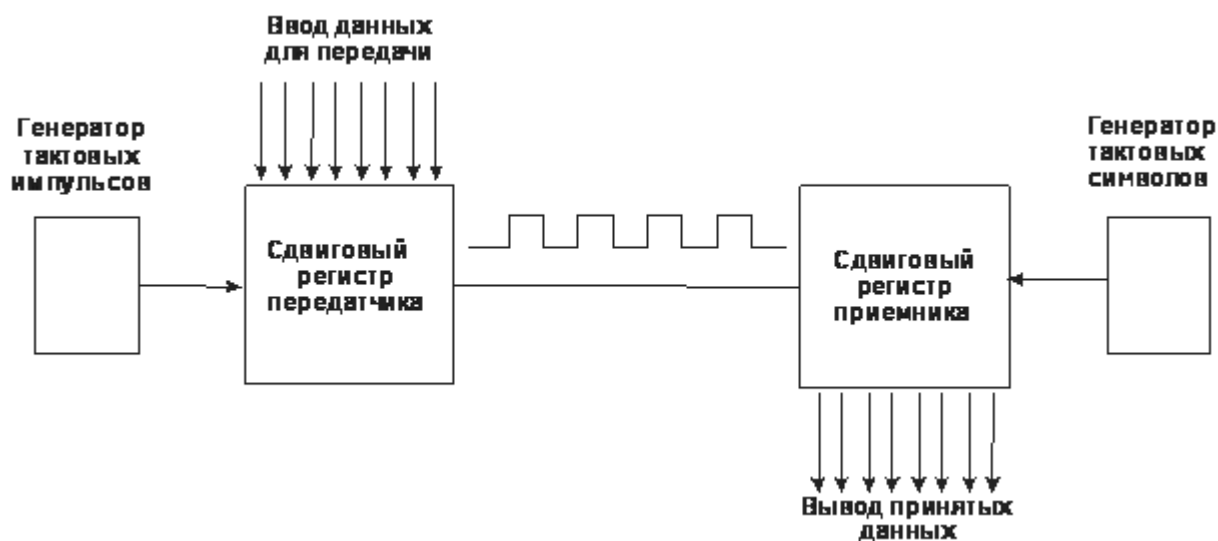 Ввод данных
для передачи
Генератор
тактовых
импульсов
Генератор
тактовых
символов
Сдвиговый
регистр
передатчика
Сдвиговый
регистр
приемника
Вывод принятых
данных